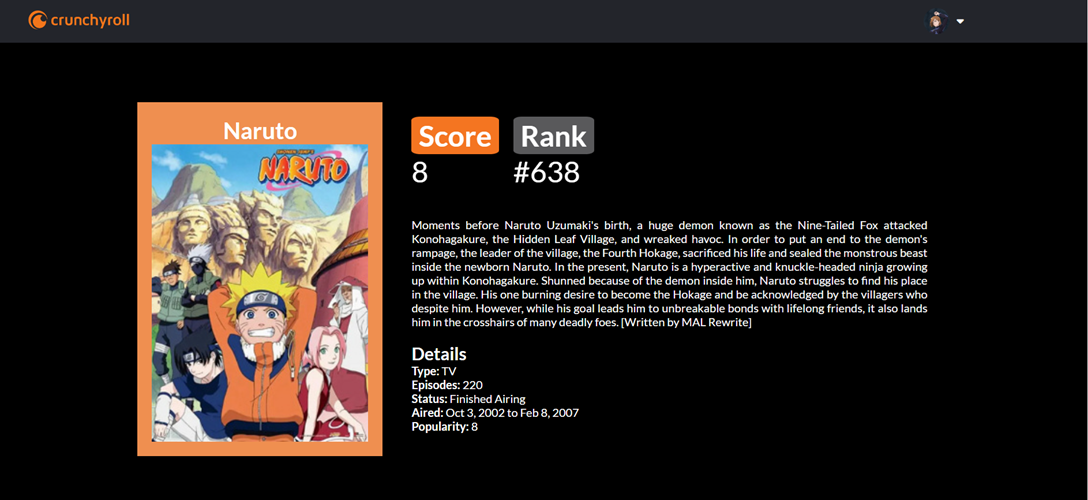 crunchyroll
Naruto
NARUTO
Score Rank
8 #638
Moments before Naruto Uzumaki's birth, a huge demon known as the Nine-Tailed Fox attacked
Konohagakure, the Hidden Leaf Village, and wreaked havoc. In order to put an end to the demon's
rampage, the leader of the village, the Fourth Hokage, sacrificed his life and sealed the monstrous beast
inside the newborn Naruto. In the present, Naruto is a hyperactive and knuckle-headed ninja growing
up within Konohagakure. Shunned because of the demon inside him, Naruto struggles to find his place
in the village. His one burning desire to become the Hokage and be acknowledged by the villagers who
despite him. However, while his goal leads him to unbreakable bonds with lifelong friends, it also lands
him in the crosshairs of many deadly foes. [Written by MAL Rewrite]
Details
Type: TV
Episodes: 220
Status: Finished Airing
Aired: Oct 3, 2002 to Feb 8, 2007
Popularity: 8